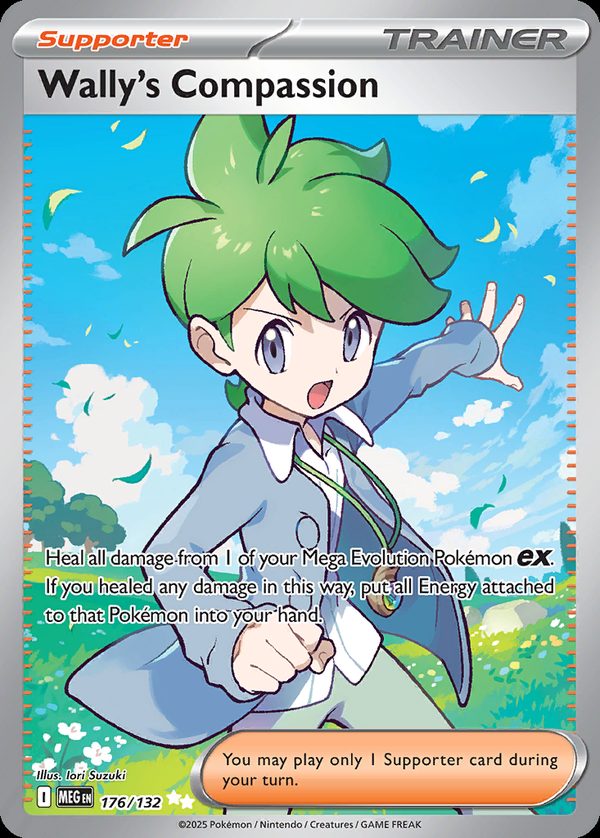 Supporter
TRAINER
Wally's Compassion
Heal all damage from 1 of your Mega Evolution Pokémon ex.
If you healed any damage in this way, put all Energy attached
to that Pokémon into your hand.
You may play only 1 Supporter card during
your turn.
Illus. Iori Suzuki
I MEG EN 176/132
©2025 Pokémon / Nintendo / Creatures / GAME FREAK